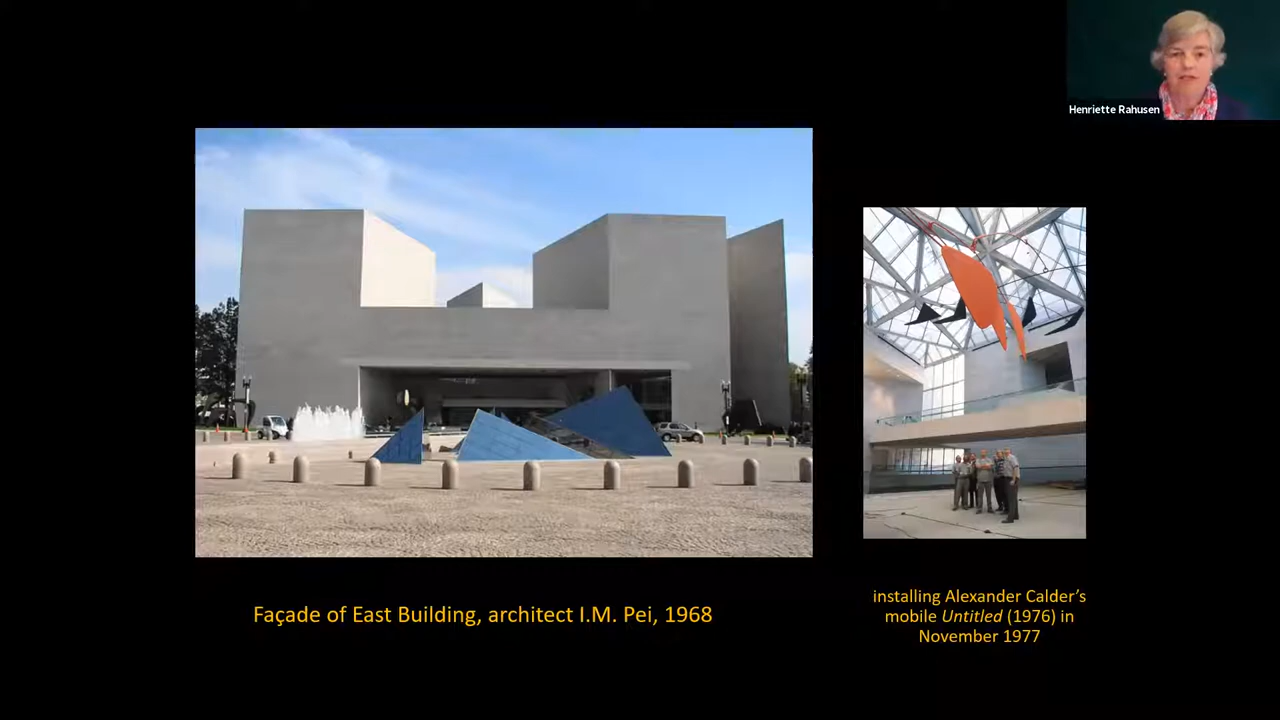 Henriette Rahusen
Façade of East Building, architect I.M. Pei, 1968
installing Alexander Calder’s
mobile Untitled (1976) in
November 1977